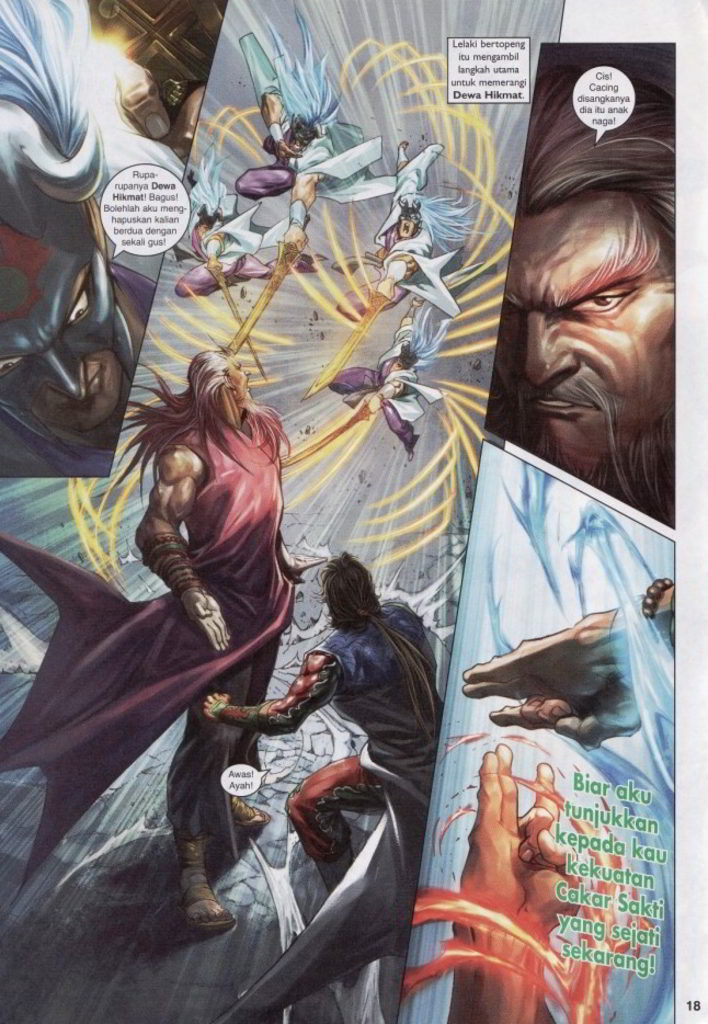 Rupa-
rupanya Dewa
Hikmat! Bagus!
Bolehlah aku meng-
hapuskan kalian
berdua dengan
sekali gus!
Lelaki bertopeng
itu mengambil
langkah utama
untuk memerangi
Dewa Hikmat.
Cis!
Cacing
disangkanya
dia itu anak
naga!
Awas!
Ayah!
Biar aku
tunjukkan
kepada kau
kekuatan
Cakar Sakti
yang sejati
sekarang!
18